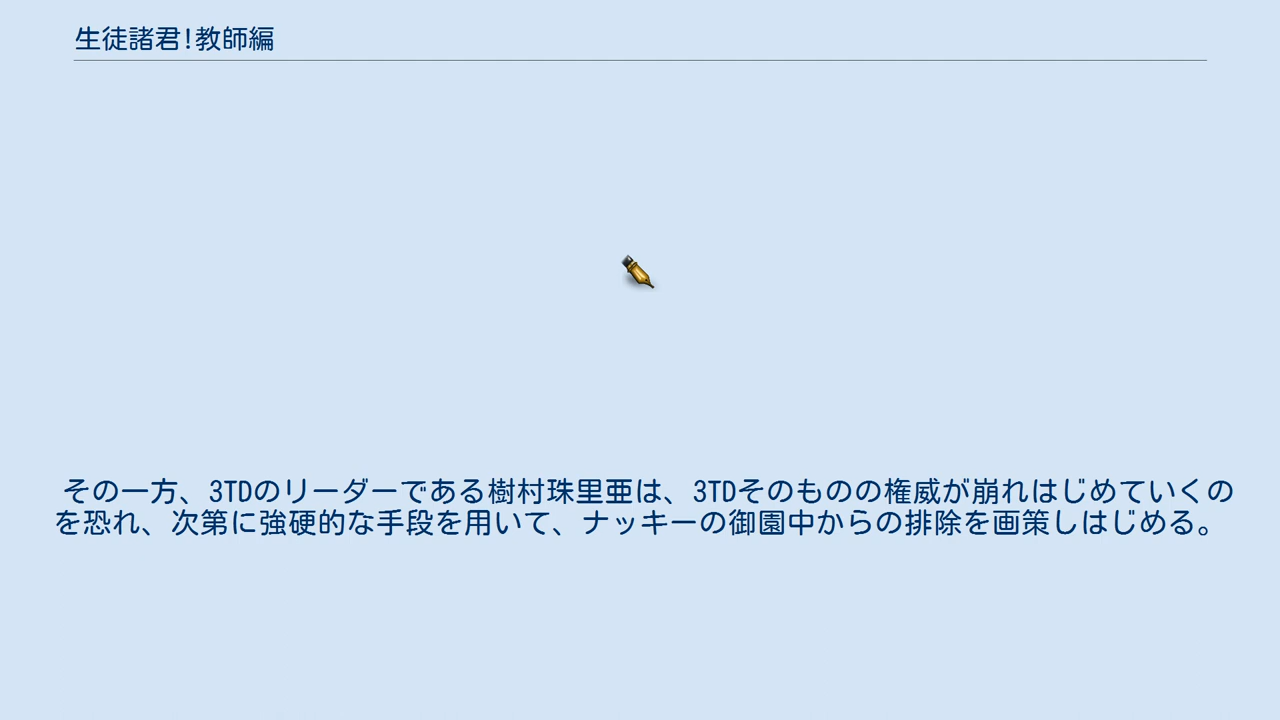 生徒諸君!教師編
その一方、3TDのリーダーである樹村珠里亜は、3TDそのものの権威が崩れはじめていくの
を恐れ、次第に強硬的な手段を用いて、ナッキーの御園中からの排除を画策しはじめる。